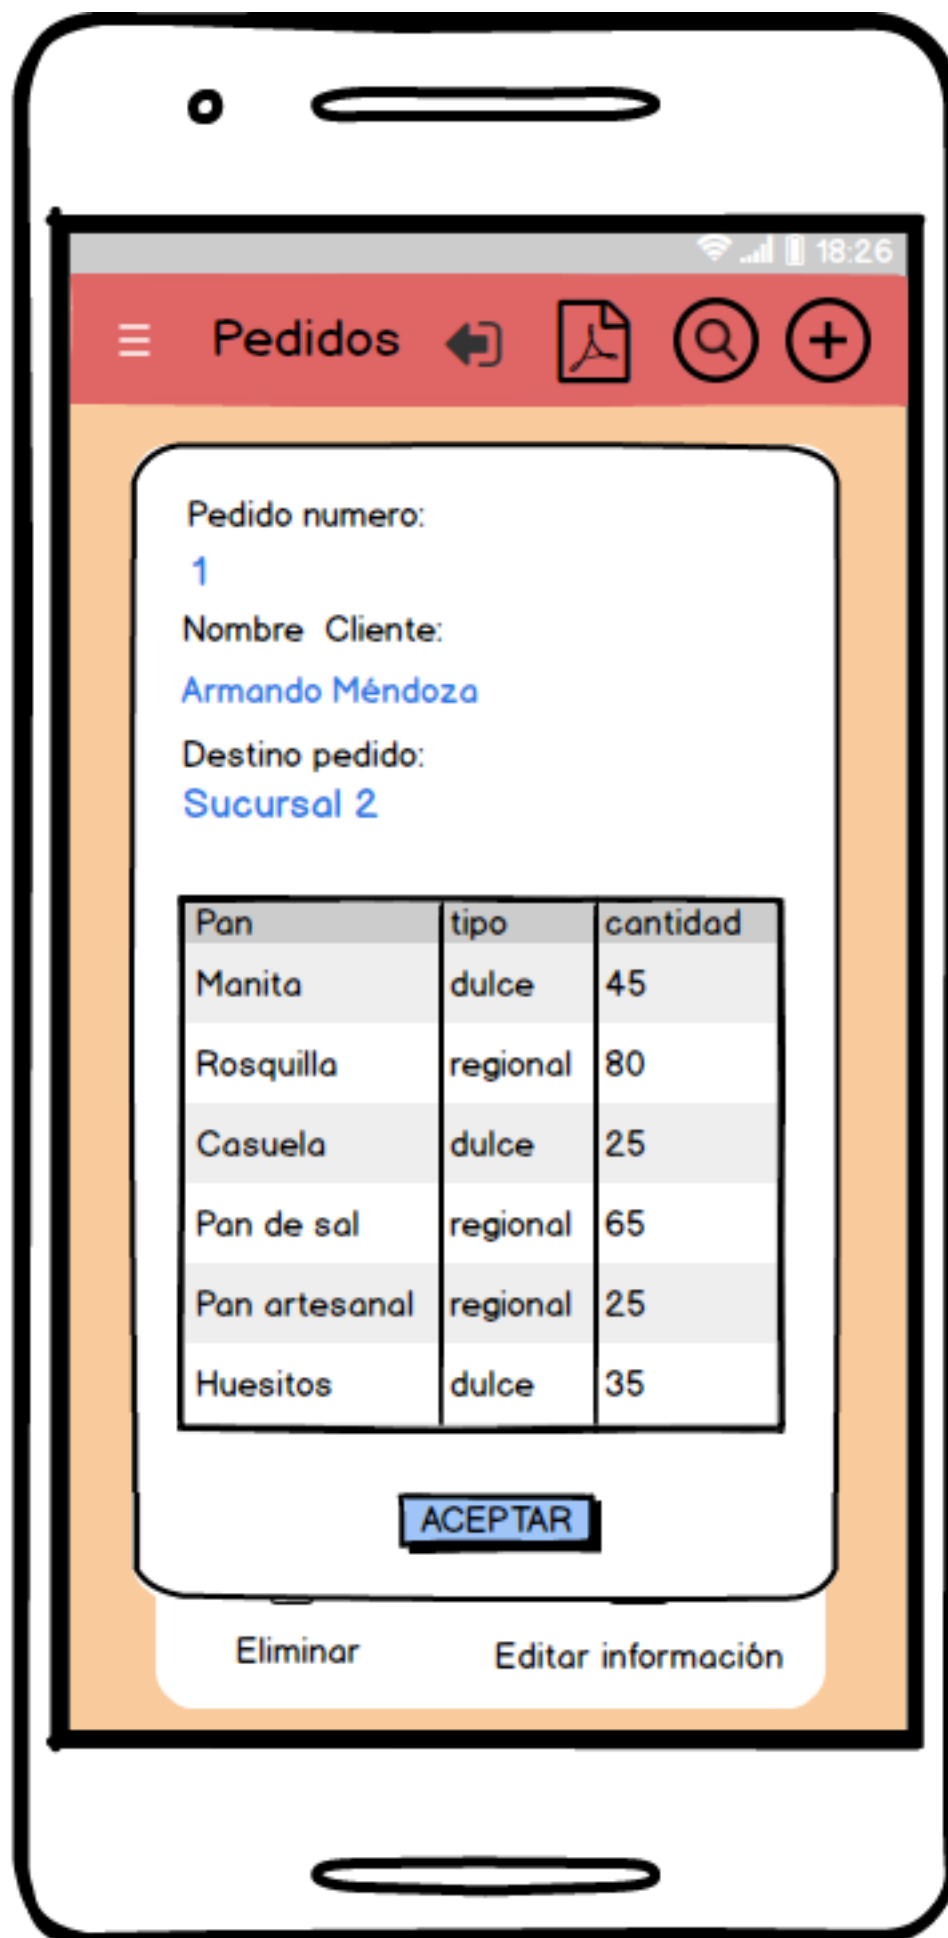 18:26
Pedidos
Pedido numero:
1
Nombre Cliente:
Armando Méndoza
Destino pedido:
Sucursal 2
Pan tipo cantidad
Manita dulce 45
Rosquilla regional 80
Casuela dulce 25
Pan de sal regional 65
Pan artesanal regional 25
Huesitos dulce 35
ACEPTAR
Eliminar Editar información